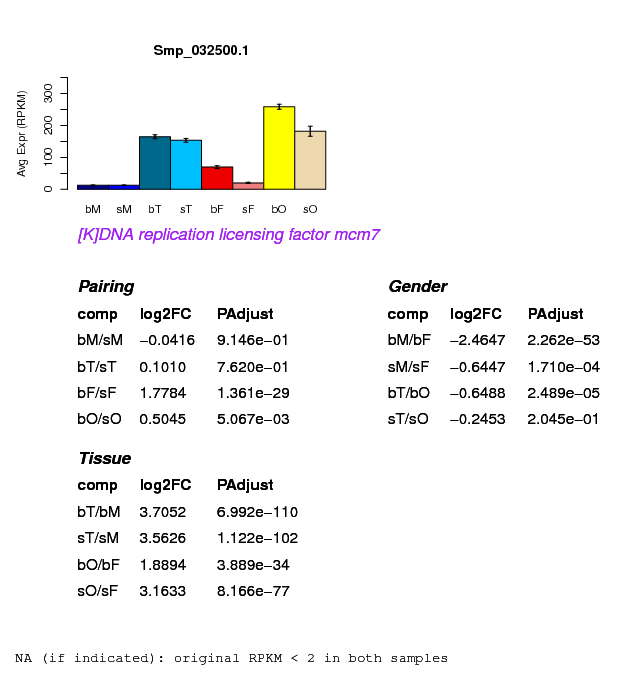 Smp_032500.1
Avg Expr (RPKM)
0 100 200 300
bM sM bT sT bF sF bO sO
[K]DNA replication licensing factor mcm7
Pairing
comp log2FC PAdjust
bM/sM −0.0416 9.146e−01
bT/sT 0.1010 7.620e−01
bF/sF 1.7784 1.361e−29
bO/sO 0.5045 5.067e−03
Gender
comp log2FC PAdjust
bM/bF −2.4647 2.262e−53
sM/sF −0.6447 1.710e−04
bT/bO −0.6488 2.489e−05
sT/sO −0.2453 2.045e−01
Tissue
comp log2FC PAdjust
bT/bM 3.7052 6.992e−110
sT/sM 3.5626 1.122e−102
bO/bF 1.8894 3.889e−34
sO/sF 3.1633 8.166e−77
NA (if indicated): original RPKM < 2 in both samples